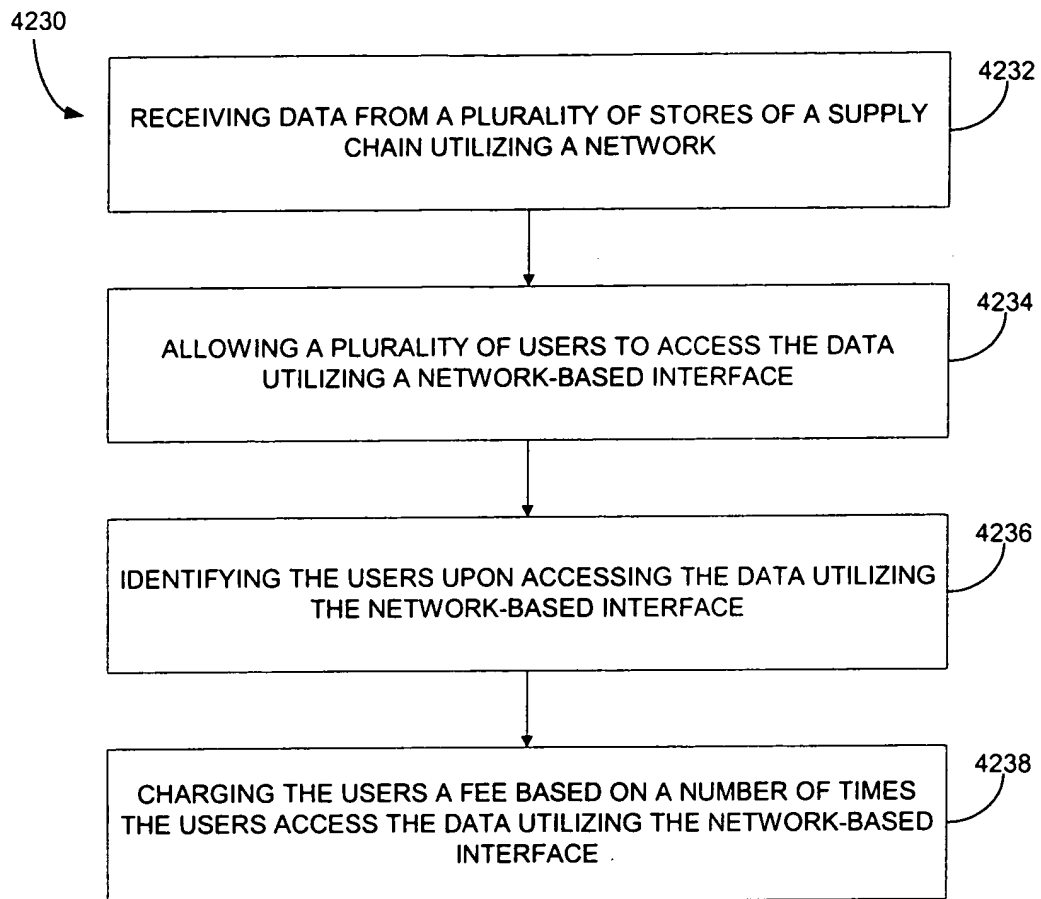 4230
4232
RECEIVING DATA FROM A PLURALITY OF STORES OF A SUPPLY
CHAIN UTILIZING A NETWORK
4234
ALLOWING A PLURALITY OF USERS TO ACCESS THE DATA
UTILIZING A NETWORK-BASED INTERFACE
4236
IDENTIFYING THE USERS UPON ACCESSING THE DATA UTILIZING
THE NETWORK-BASED INTERFACE
4238
CHARGING THE USERS A FEE BASED ON A NUMBER OF TIMES
THE USERS ACCESS THE DATA UTILIZING THE NETWORK-BASED
INTERFACE